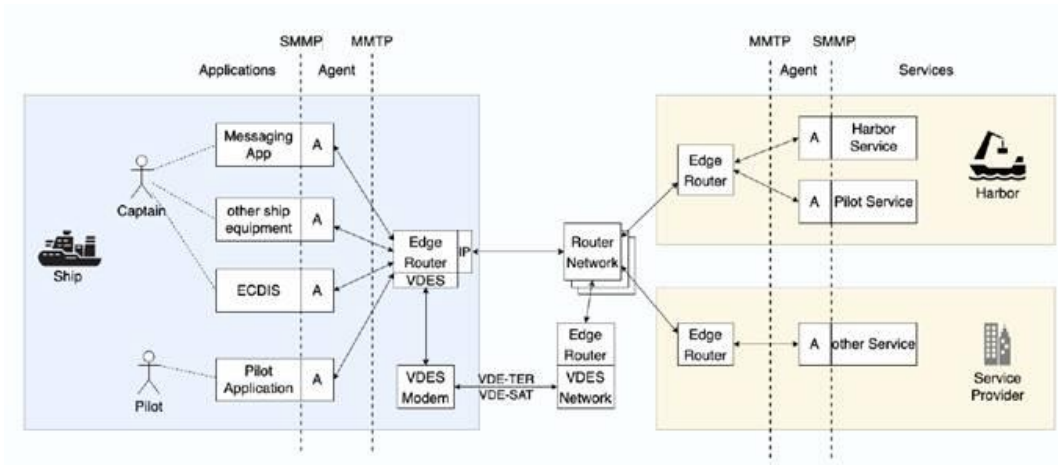 SMMP
MMTP
MMTP
SMMP
Applications
Agent
Agent
Services
Messaging
App
A
Captain
other ship
equipment
A
Ship
ECDIS
A
Pilot
Pilot
Application
A
Edge
Router
IP
VDES
VDES
Modem
VDE-TER
VDE-SAT
Router
Network
Edge
Router
VDES
Network
Edge
Router
A
Harbor
Service
A
Pilot Service
Harbor
Edge
Router
A
other Service
Service
Provider